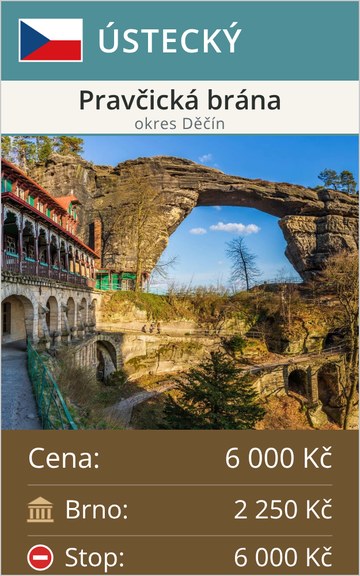 ÚSTECKÝ
Pravčická brána
okres Děčín
Cena: 6 000 Kč
Brno: 2 250 Kč
Stop: 6 000 Kč